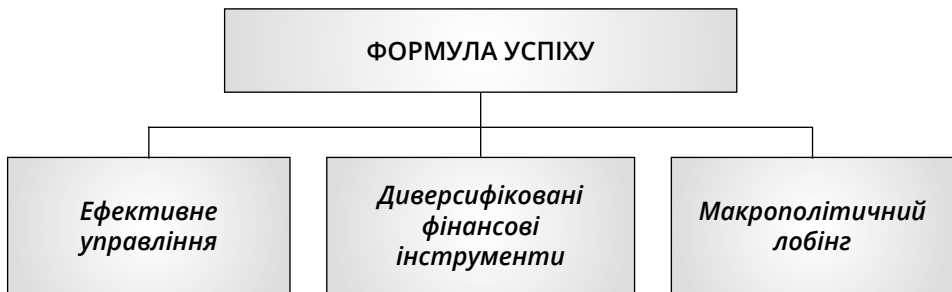 ФОРМУЛА УСПІХУ
Ефективне
управління
Диверсифіковані
фінансові
інструменти
Макрополітичний
лобінг